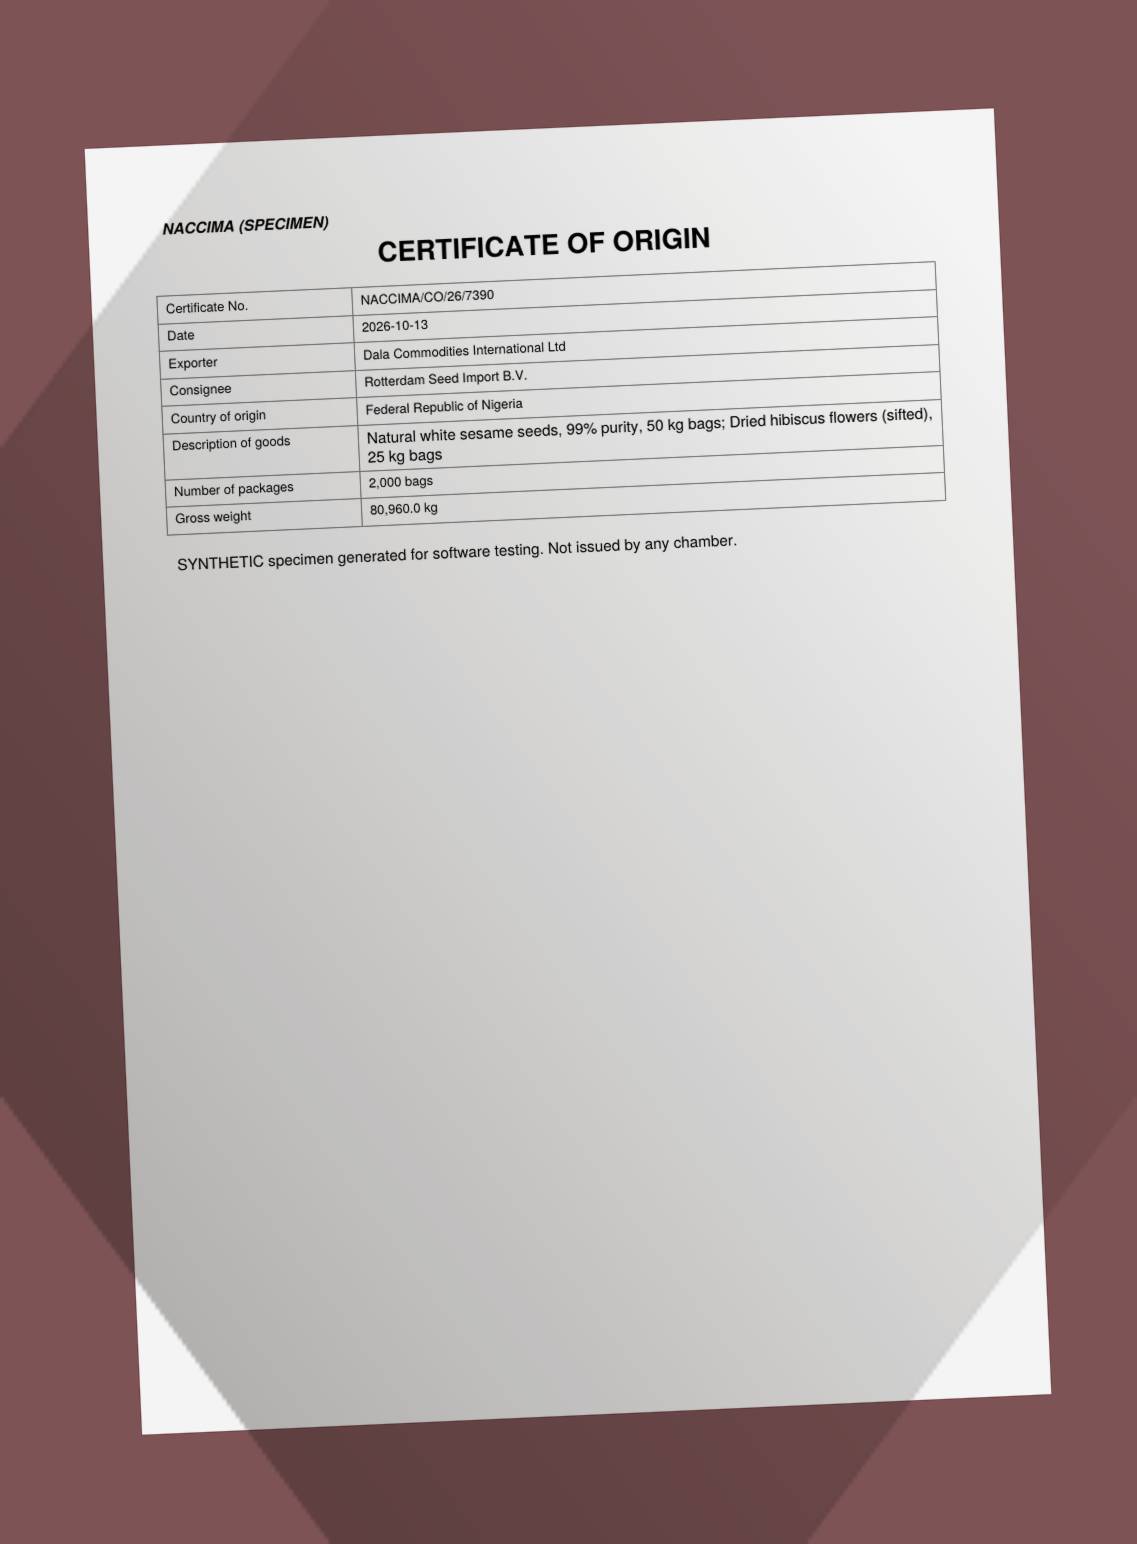 NACCIMA (SPECIMEN)
CERTIFICATE OF ORIGIN
Certificate No. NACCIMA/CO/26/7390
Date 2026-10-13
Exporter Dala Commodities International Ltd
Consignee Rotterdam Seed Import B.V.
Country of origin Federal Republic of Nigeria
Description of goods Natural white sesame seeds, 99% purity, 50 kg bags; Dried hibiscus flowers (sifted),
25 kg bags
Number of packages 2,000 bags
Gross weight 80,960.0 kg
SYNTHETIC specimen generated for software testing. Not issued by any chamber.